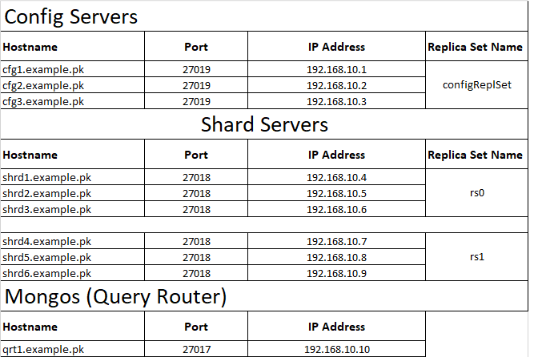 Config Servers
Hostname Port IP Address Replica Set Name
cfg1.example.pk 27019 192.168.10.1
cfg2.example.pk 27019 192.168.10.2 configReplSet
cfg3.example.pk 27019 192.168.10.3
Shard Servers
Hostname Port IP Address Replica Set Name
shrd1.example.pk 27018 192.168.10.4
shrd2.example.pk 27018 192.168.10.5 rs0
shrd3.example.pk 27018 192.168.10.6
shrd4.example.pk 27018 192.168.10.7
shrd5.example.pk 27018 192.168.10.8 rs1
shrd6.example.pk 27018 192.168.10.9
Mongos (Query Router)
Hostname Port IP Address
qrt1.example.pk 27017 192.168.10.10